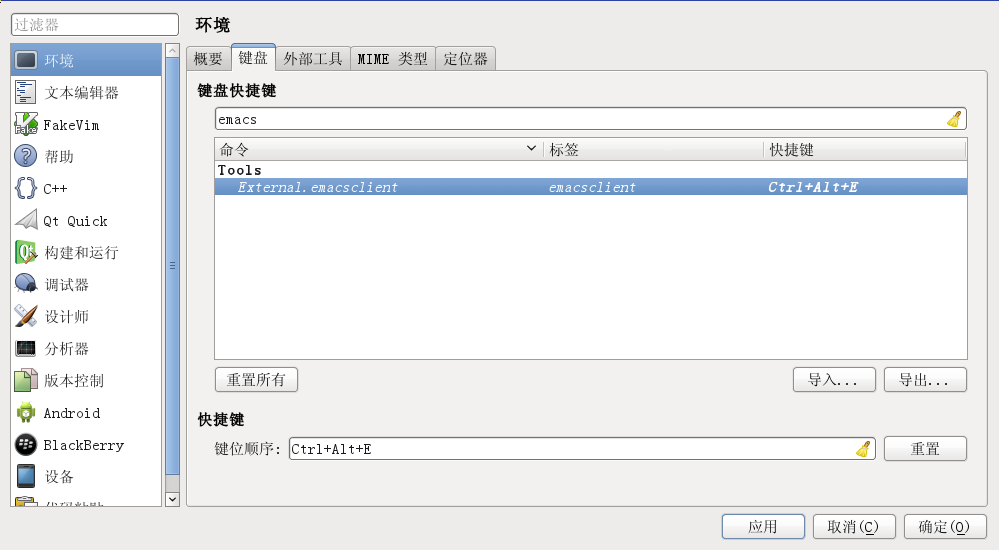 过滤器
环境
文本编辑器
FakeVim
帮助
C++
Qt Quick
构建和运行
调试器
设计师
分析器
版本控制
Android
BlackBerry
设备
代码粘贴
环境
概要 键盘 外部工具 MIME 类型 定位器
键盘快捷键
emacs
命令 标签 快捷键
Tools
External.emacsclient emacsclient Ctrl+Alt+E
重置所有 导入... 导出...
快捷键
键位顺序: Ctrl+Alt+E 重置
应用 取消(C) 确定(O)